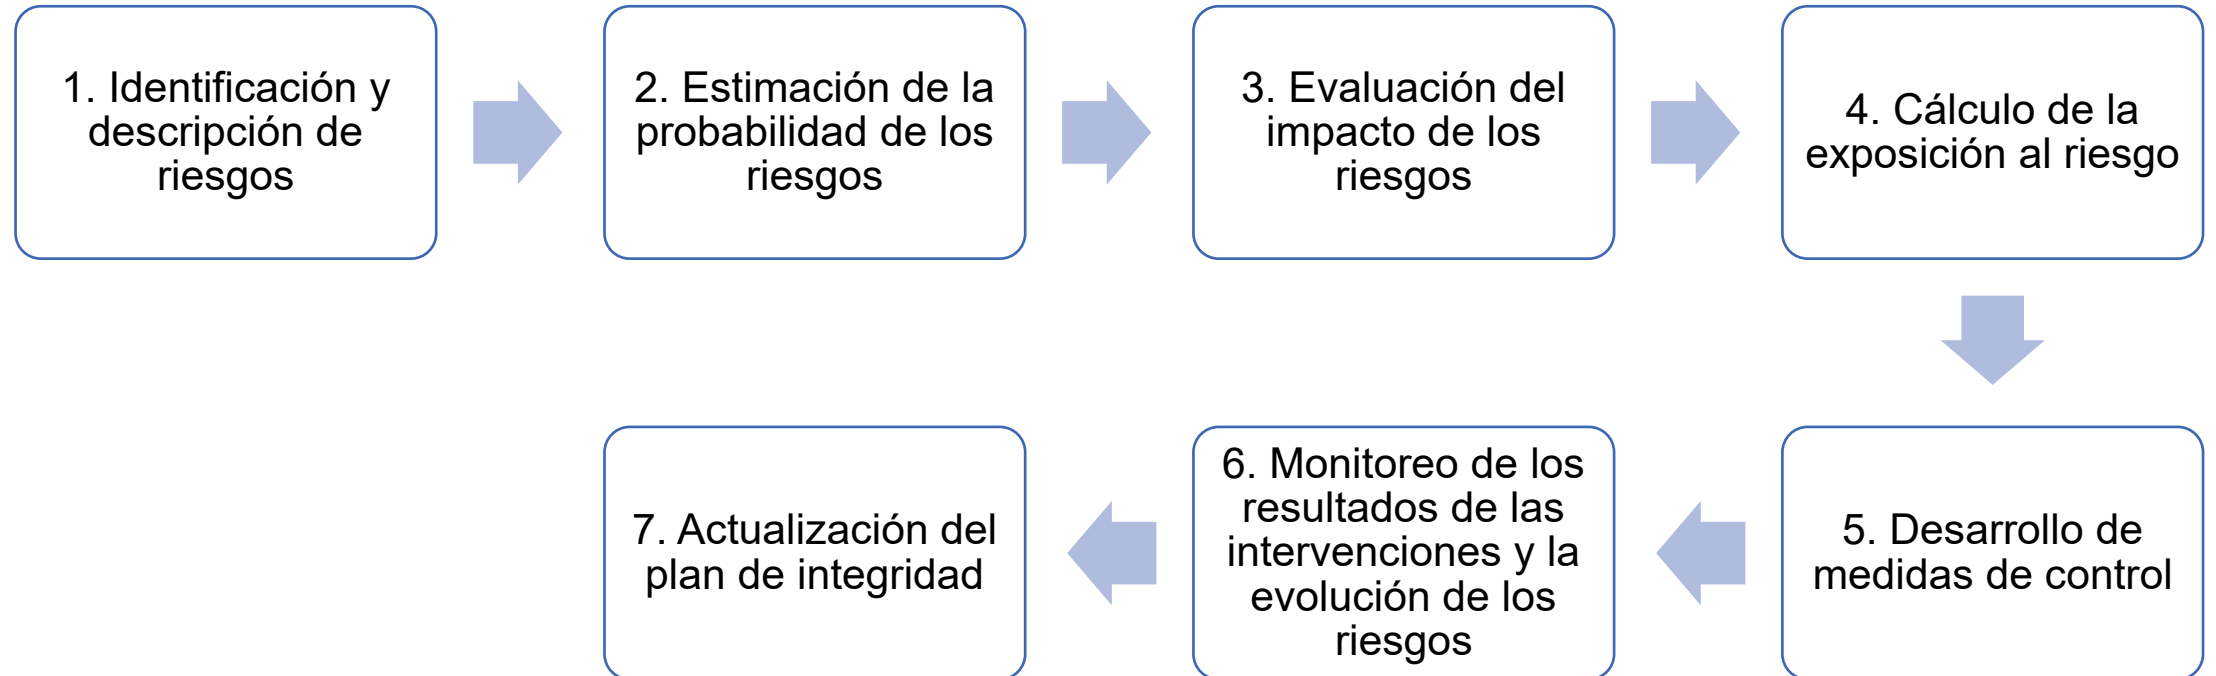 1. Identificación y
descripción de
riesgos
2. Estimación de la
probabilidad de los
riesgos
3. Evaluación del
impacto de los
riesgos
4. Cálculo de la
exposición al riesgo
5. Desarrollo de
medidas de control
6. Monitoreo de los
resultados de las
intervenciones y la
evolución de los
riesgos
7. Actualización del
plan de integridad